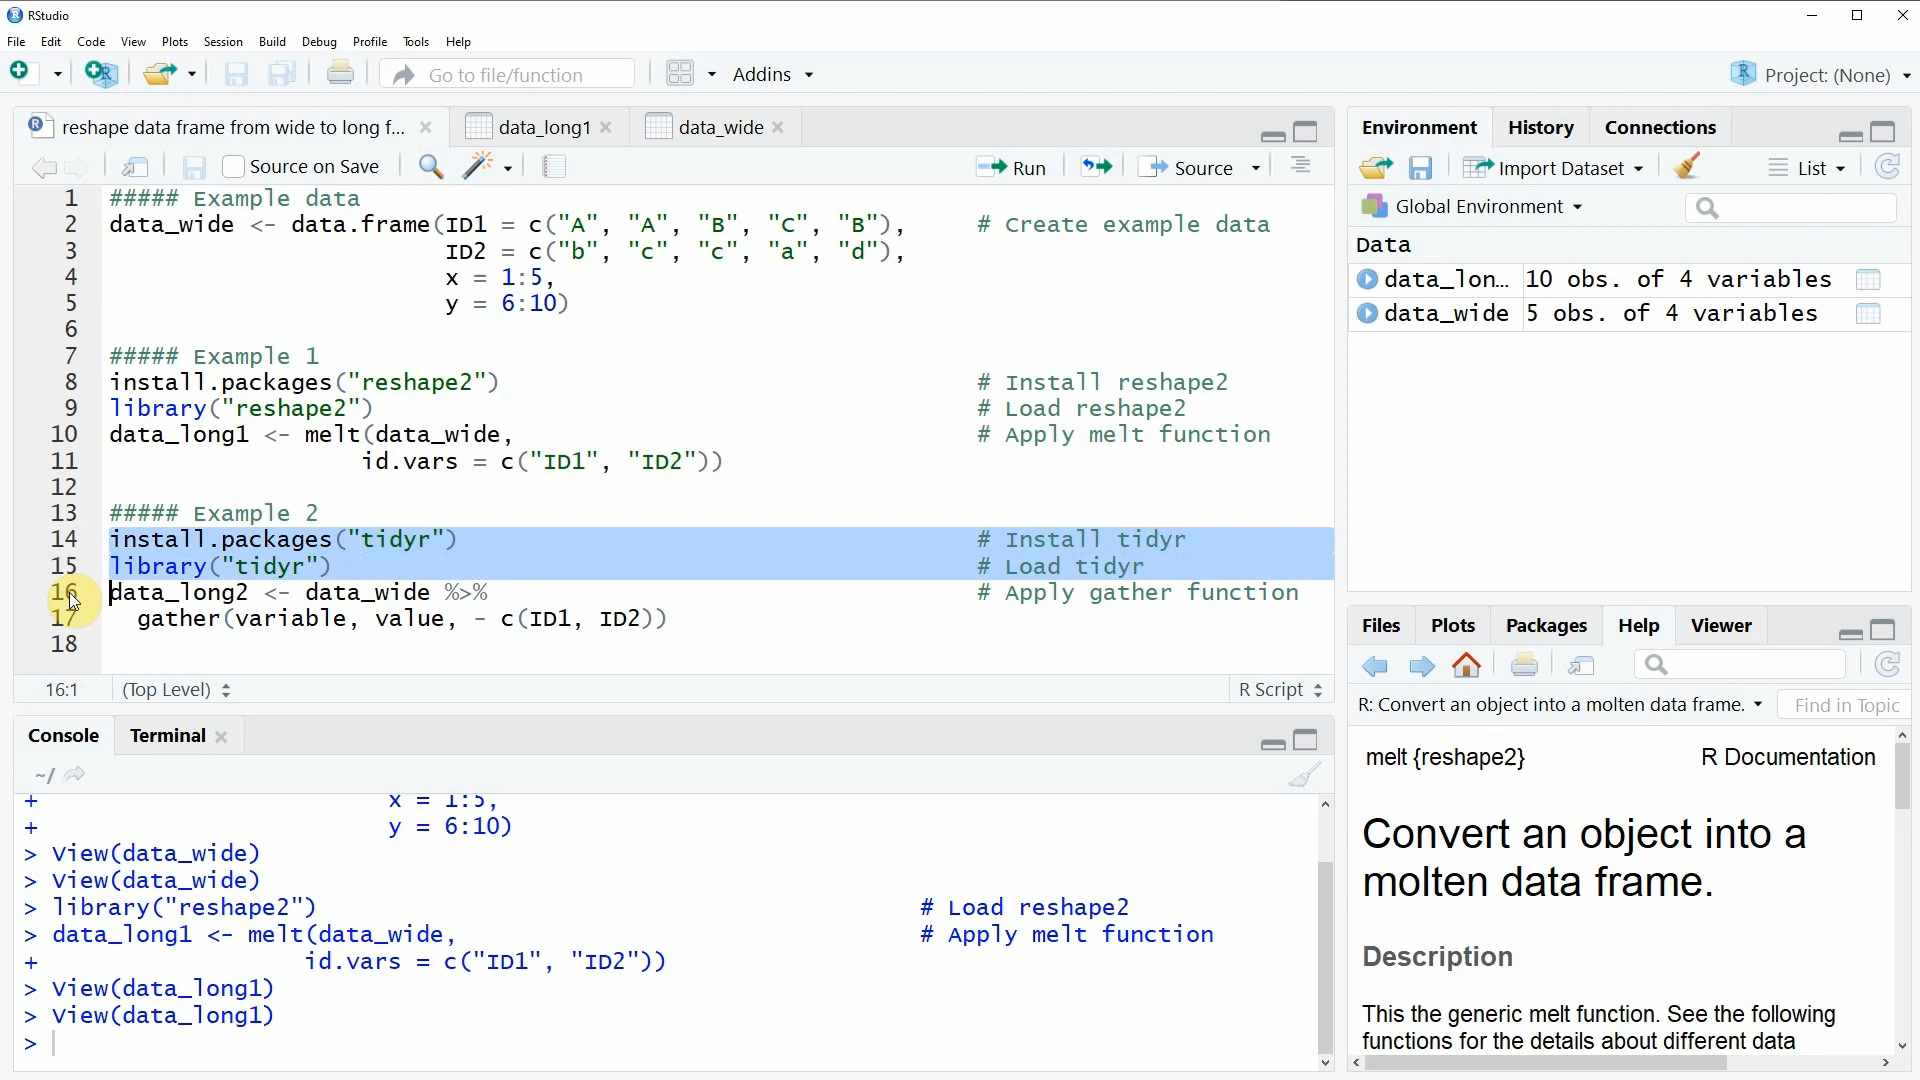 RStudio
File Edit Code View Plots Session Build Debug Profile Tools Help
Go to file/function Addins Project: (None)
reshape data frame from wide to long f... data_long1 data_wide
Source on Save Run Source
1 ##### Example data
2 data_wide <- data.frame(ID1 = c("A", "A", "B", "C", "B"), # Create example data
3 ID2 = c("b", "c", "c", "a", "d"),
4 x = 1:5,
5 y = 6:10)
6
7 ##### Example 1
8 install.packages("reshape2") # Install reshape2
9 library("reshape2") # Load reshape2
10 data_long1 <- melt(data_wide, # Apply melt function
11 id.vars = c("ID1", "ID2"))
12
13 ##### Example 2
14 install.packages("tidyr") # Install tidyr
15 library("tidyr") # Load tidyr
16 data_long2 <- data_wide %>% # Apply gather function
17 gather(variable, value, - c(ID1, ID2))
18
16:1 (Top Level) R Script
Console Terminal
~/
+ x = 1:5,
+ y = 6:10)
> View(data_wide)
> View(data_wide)
> library("reshape2") # Load reshape2
> data_long1 <- melt(data_wide, # Apply melt function
+ id.vars = c("ID1", "ID2"))
> View(data_long1)
> View(data_long1)
>
Environment History Connections
Import Dataset List
Global Environment
Data
data_lon... 10 obs. of 4 variables
data_wide 5 obs. of 4 variables
Files Plots Packages Help Viewer
R: Convert an object into a molten data frame. Find in Topic
melt {reshape2} R Documentation
Convert an object into a
molten data frame.
Description
This the generic melt function. See the following
functions for the details about different data